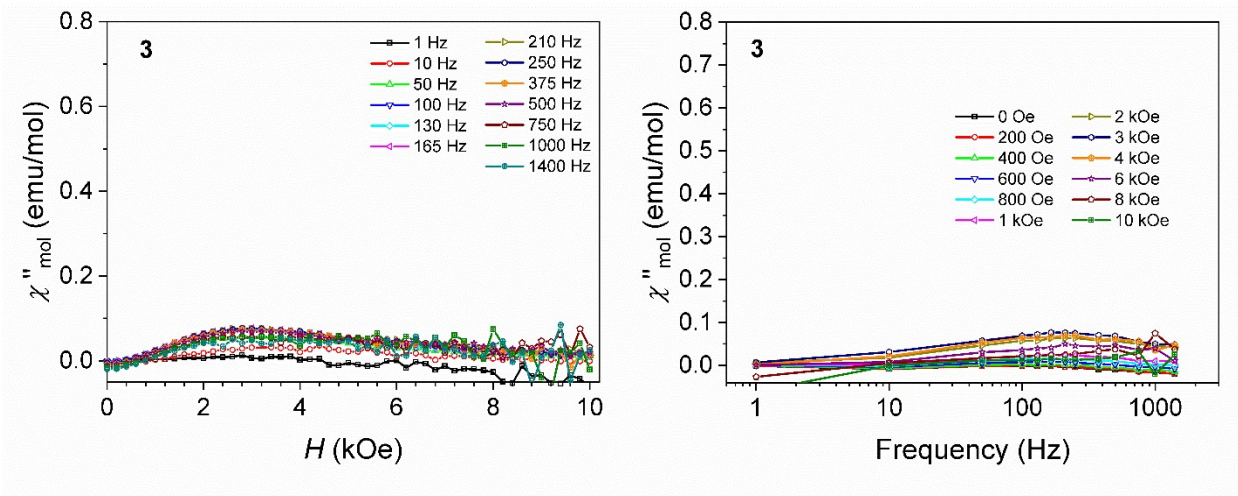 3
1 Hz
10 Hz
50 Hz
100 Hz
130 Hz
165 Hz
210 Hz
250 Hz
375 Hz
500 Hz
750 Hz
1000 Hz
1400 Hz
0.8
0.6
0.4
0.2
0.0
χ"mol (emu/mol)
0 2 4 6 8 10
H (kOe)
3
0 Oe
200 Oe
400 Oe
600 Oe
800 Oe
1 kOe
2 kOe
3 kOe
4 kOe
6 kOe
8 kOe
10 kOe
0.8
0.7
0.6
0.5
0.4
0.3
0.2
0.1
0.0
χ"mol (emu/mol)
1 10 100 1000
Frequency (Hz)